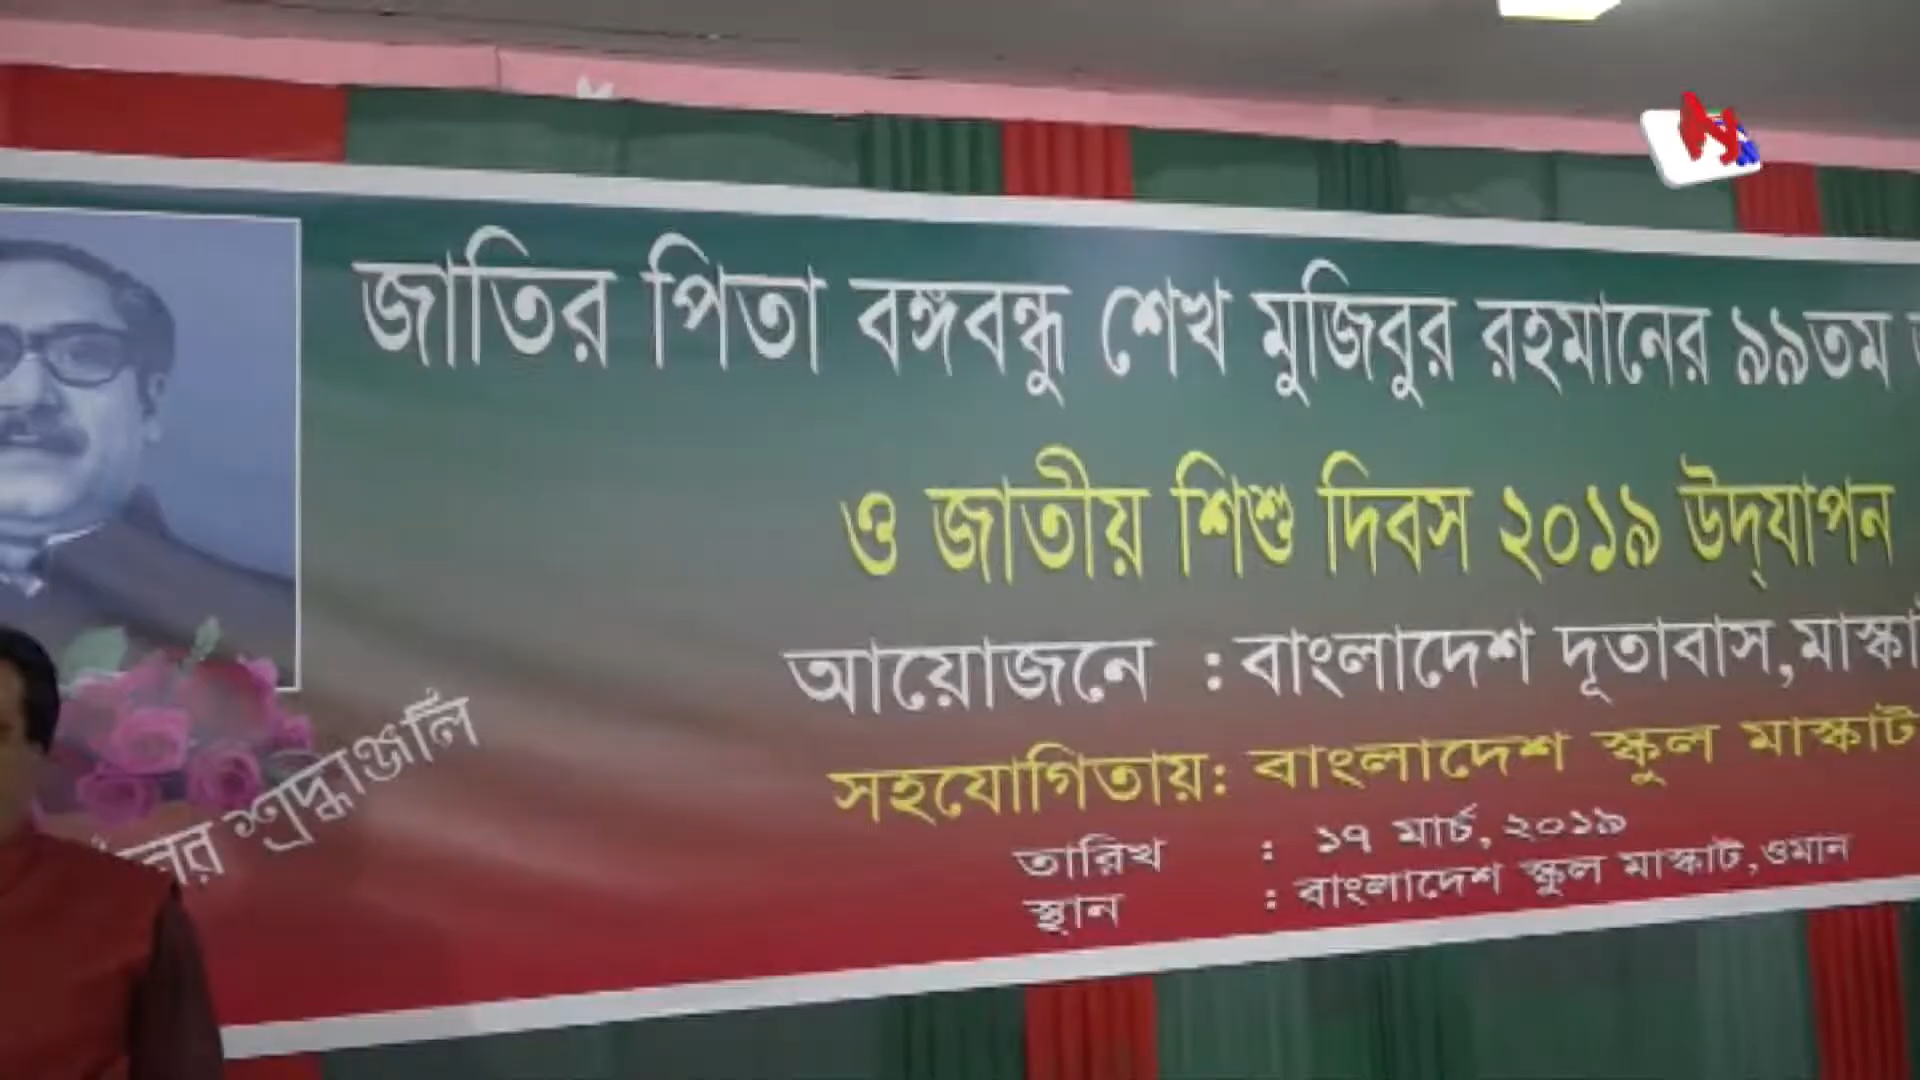 জাতির পিতা বঙ্গবন্ধু শেখ মুজিবুর রহমানের ৯৯তম
ও জাতীয় শিশু দিবস ২০১৯ উদ্‌যাপন
আয়োজনে : বাংলাদেশ দূতাবাস,
সহযোগিতায়: বাংলাদেশ স্কুল মাস্কাট
তারিখ : ১৭ মার্চ, ২০১৯
স্থান : বাংলাদেশ স্কুল মাস্কাট,ওমান
শ্রদ্ধাঞ্জলি